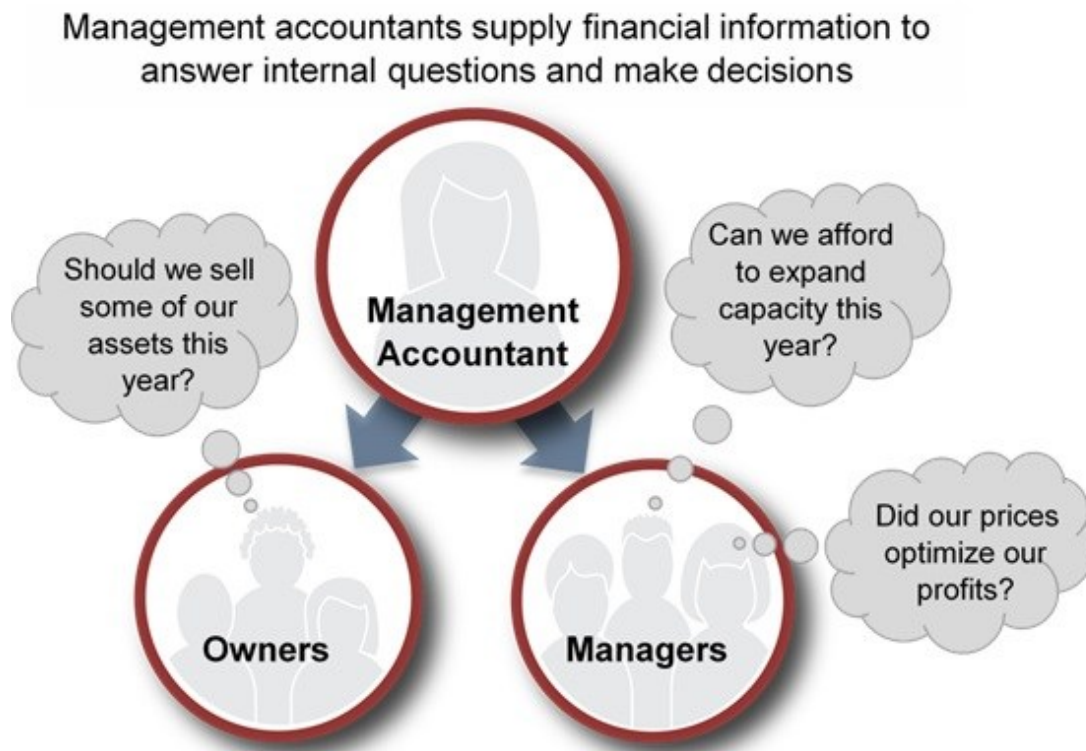 Management accountants supply financial information to
answer internal questions and make decisions
Management
Accountant
Should we sell
some of our
assets this
year?
Can we afford
to expand
capacity this
year?
Did our prices
optimize our
profits?
Owners
Managers